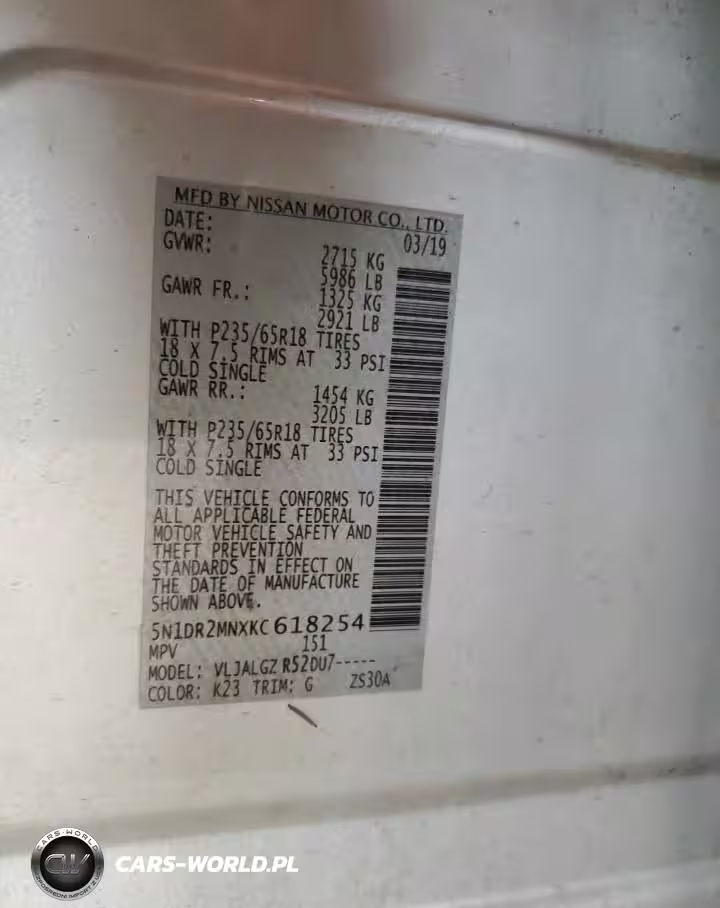 MFD BY NISSAN MOTOR CO., LTD.
DATE: 03/19
GVWR: 2715 KG
5986 LB
GAWR FR.: 1325 KG
2921 LB
WITH P235/65R18 TIRES
18 X 7.5 RIMS AT 33 PSI
COLD SINGLE
GAWR RR.: 1454 KG
3205 LB
WITH P235/65R18 TIRES
18 X 7.5 RIMS AT 33 PSI
COLD SINGLE
THIS VEHICLE CONFORMS TO
ALL APPLICABLE FEDERAL
MOTOR VEHICLE SAFETY AND
THEFT PREVENTION
STANDARDS IN EFFECT ON
THE DATE OF MANUFACTURE
SHOWN ABOVE.
5N1DR2MNXKC618254
MPV 151
MODEL: VLJALGZ R52DU7-----
COLOR: K23 TRIM: G ZS30A
CARS-WORLD
CW
CARS-WORLD.PL